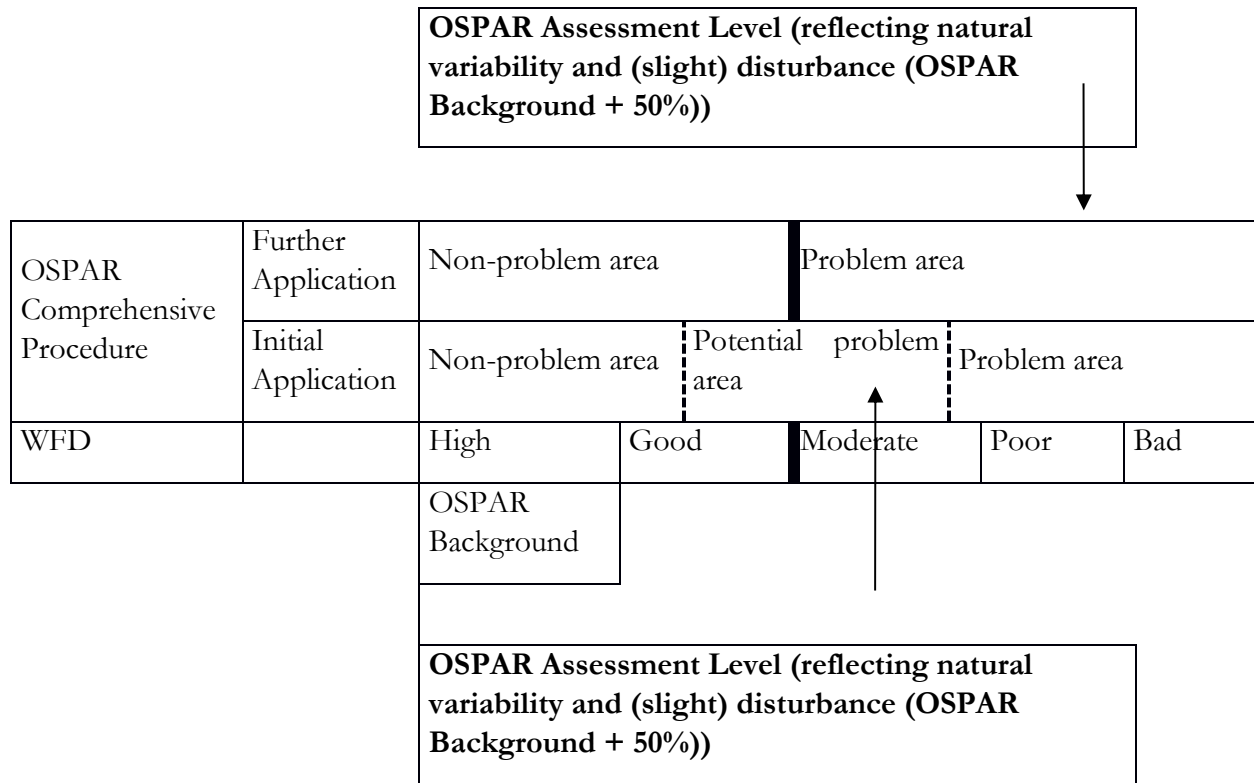 OSPAR Assessment Level (reflecting natural
variability and (slight) disturbance (OSPAR
Background + 50%))
OSPAR
Comprehensive
Procedure
Further
Application
Non-problem area
Problem area
Initial
Application
Non-problem area
Potential problem
area
Problem area
WFD
High
Good
Moderate
Poor
Bad
OSPAR
Background
OSPAR Assessment Level (reflecting natural
variability and (slight) disturbance (OSPAR
Background + 50%))